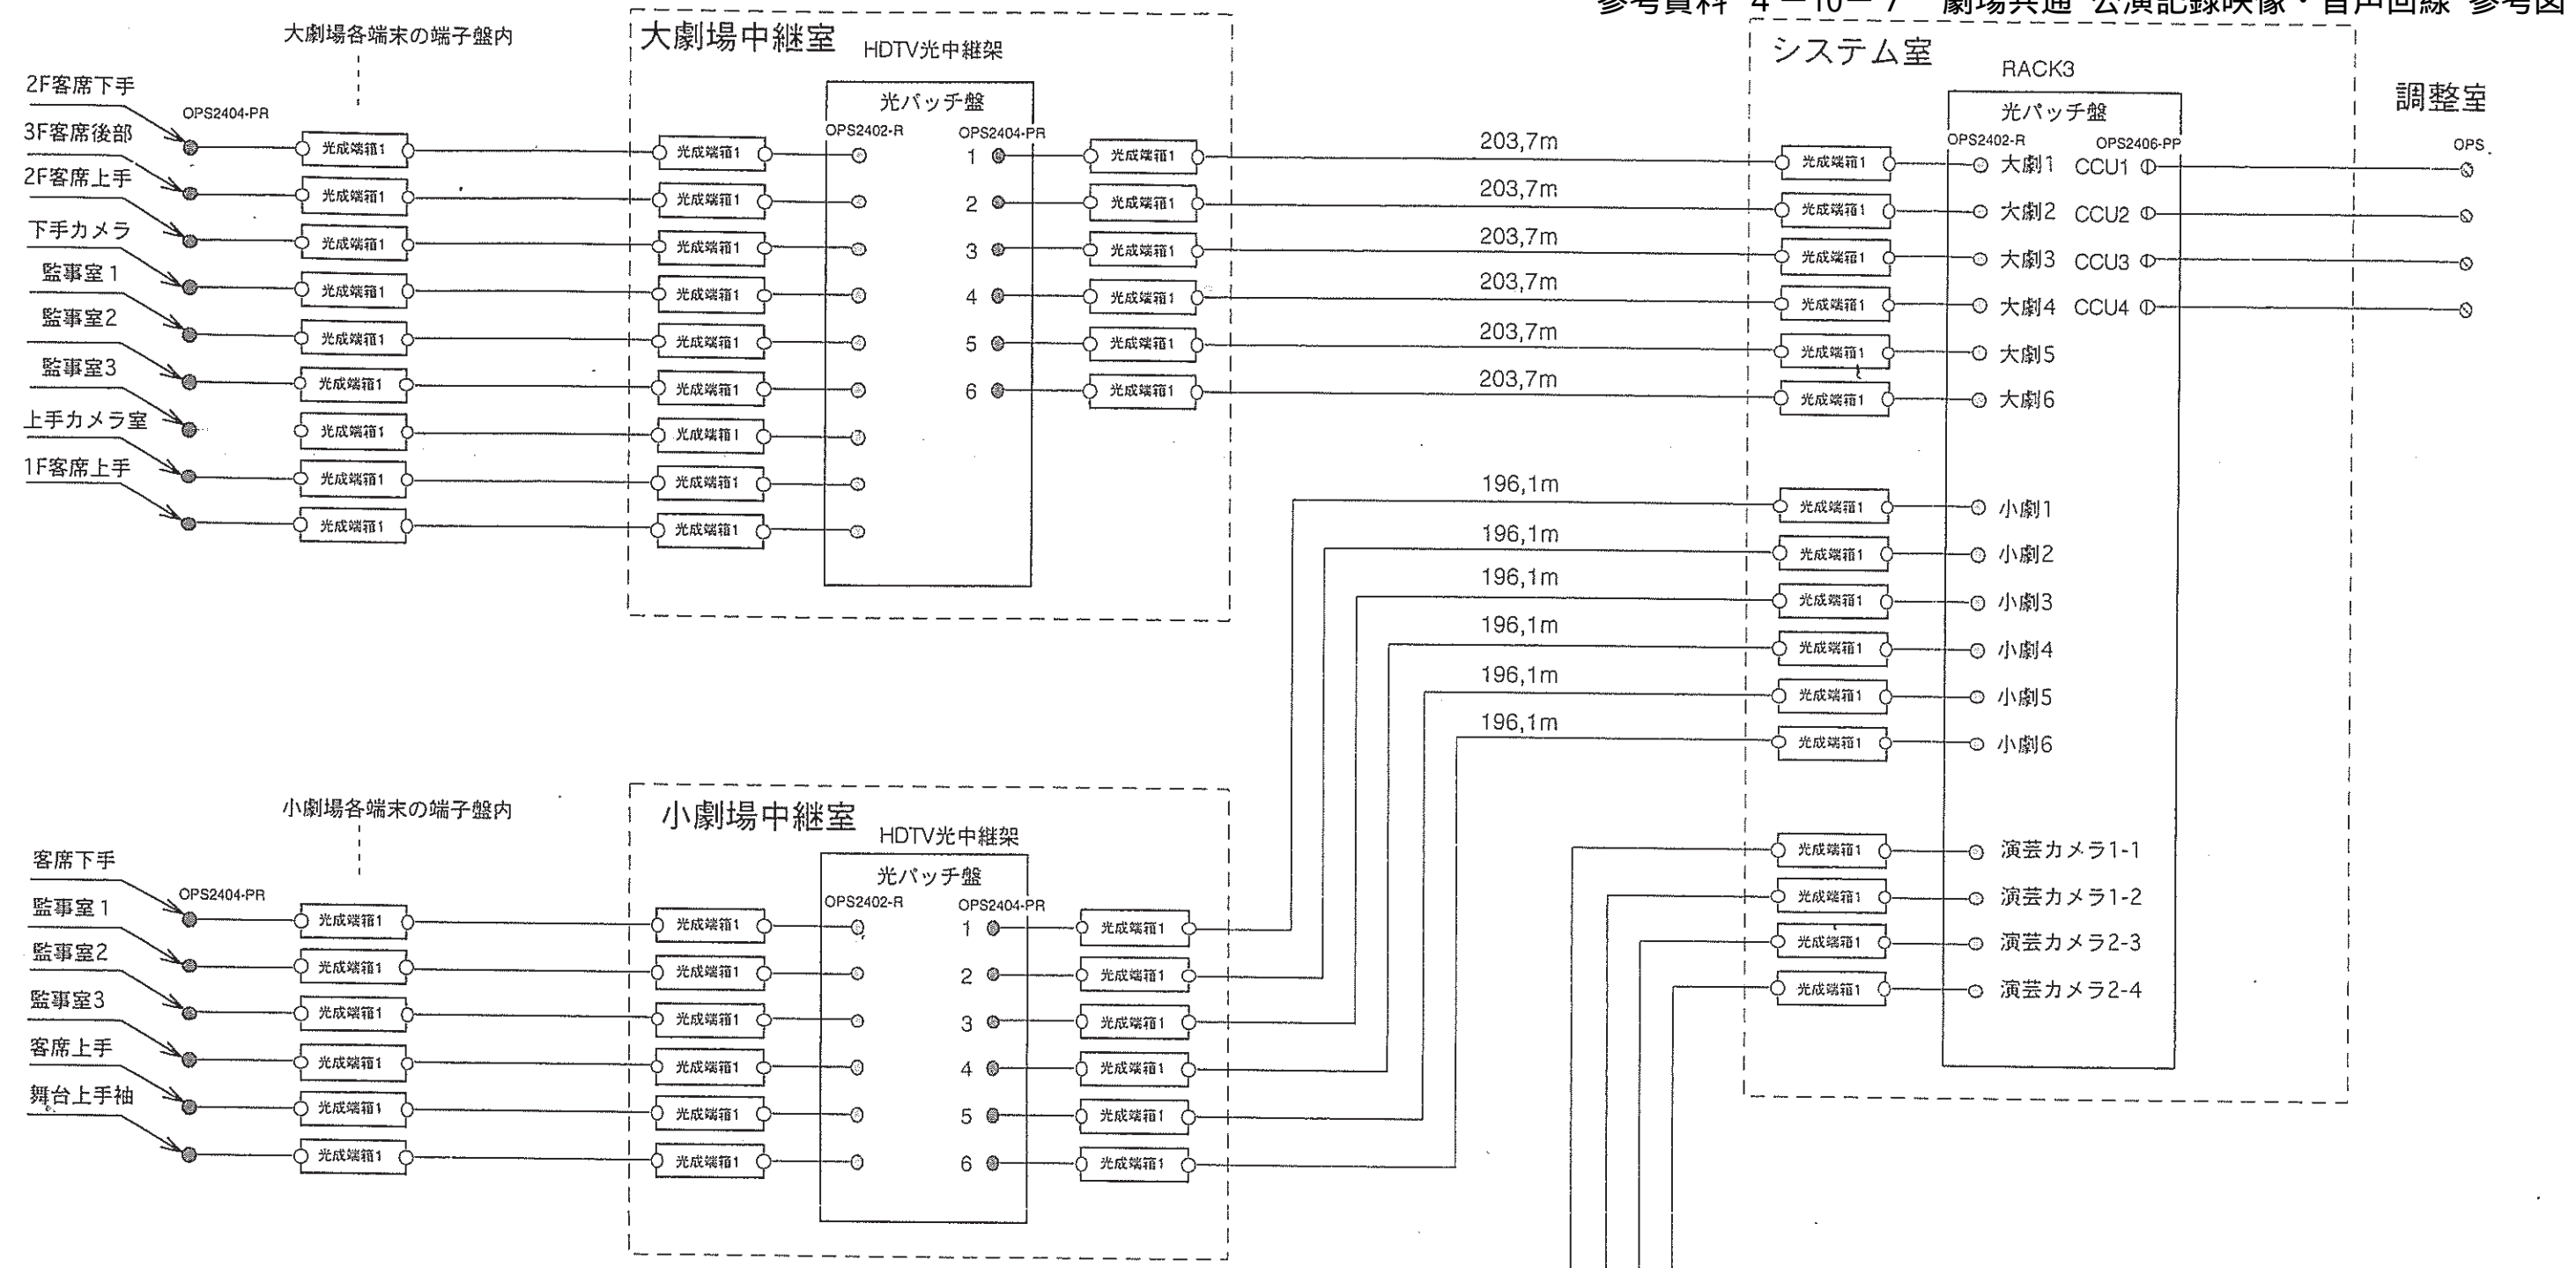 参考資料 4－10－7 劇場共通 公演記録映像・音声回線 参考図
大劇場各端末の端子盤内
2F客席下手
3F客席後部
2F客席上手
下手カメラ
監事室1
監事室2
監事室3
上手カメラ室
1F客席上手
OPS2404-PR
光成端箱1
光成端箱1
光成端箱1
光成端箱1
光成端箱1
光成端箱1
光成端箱1
光成端箱1
光成端箱1
大劇場中継室
HDTV光中継架
光パッチ盤
OPS2402-R OPS2404-PR
光成端箱1 1 光成端箱1
光成端箱1 2 光成端箱1
光成端箱1 3 光成端箱1
光成端箱1 4 光成端箱1
光成端箱1 5 光成端箱1
光成端箱1 6 光成端箱1
光成端箱1
光成端箱1
光成端箱1
203,7m
203,7m
203,7m
203,7m
203,7m
203,7m
196,1m
196,1m
196,1m
196,1m
196,1m
196,1m
システム室
RACK3
光パッチ盤
OPS2402-R OPS2406-PP
光成端箱1 大劇1 CCU1
光成端箱1 大劇2 CCU2
光成端箱1 大劇3 CCU3
光成端箱1 大劇4 CCU4
光成端箱1 大劇5
光成端箱1 大劇6
光成端箱1 小劇1
光成端箱1 小劇2
光成端箱1 小劇3
光成端箱1 小劇4
光成端箱1 小劇5
光成端箱1 小劇6
光成端箱1 演芸カメラ1-1
光成端箱1 演芸カメラ1-2
光成端箱1 演芸カメラ2-3
光成端箱1 演芸カメラ2-4
調整室
OPS
小劇場各端末の端子盤内
客席下手
監事室1
監事室2
監事室3
客席上手
舞台上手袖
OPS2404-PR
光成端箱1
光成端箱1
光成端箱1
光成端箱1
光成端箱1
光成端箱1
小劇場中継室
HDTV光中継架
光パッチ盤
OPS2402-R OPS2404-PR
光成端箱1 1 光成端箱1
光成端箱1 2 光成端箱1
光成端箱1 3 光成端箱1
光成端箱1 4 光成端箱1
光成端箱1 5 光成端箱1
光成端箱1 6 光成端箱1